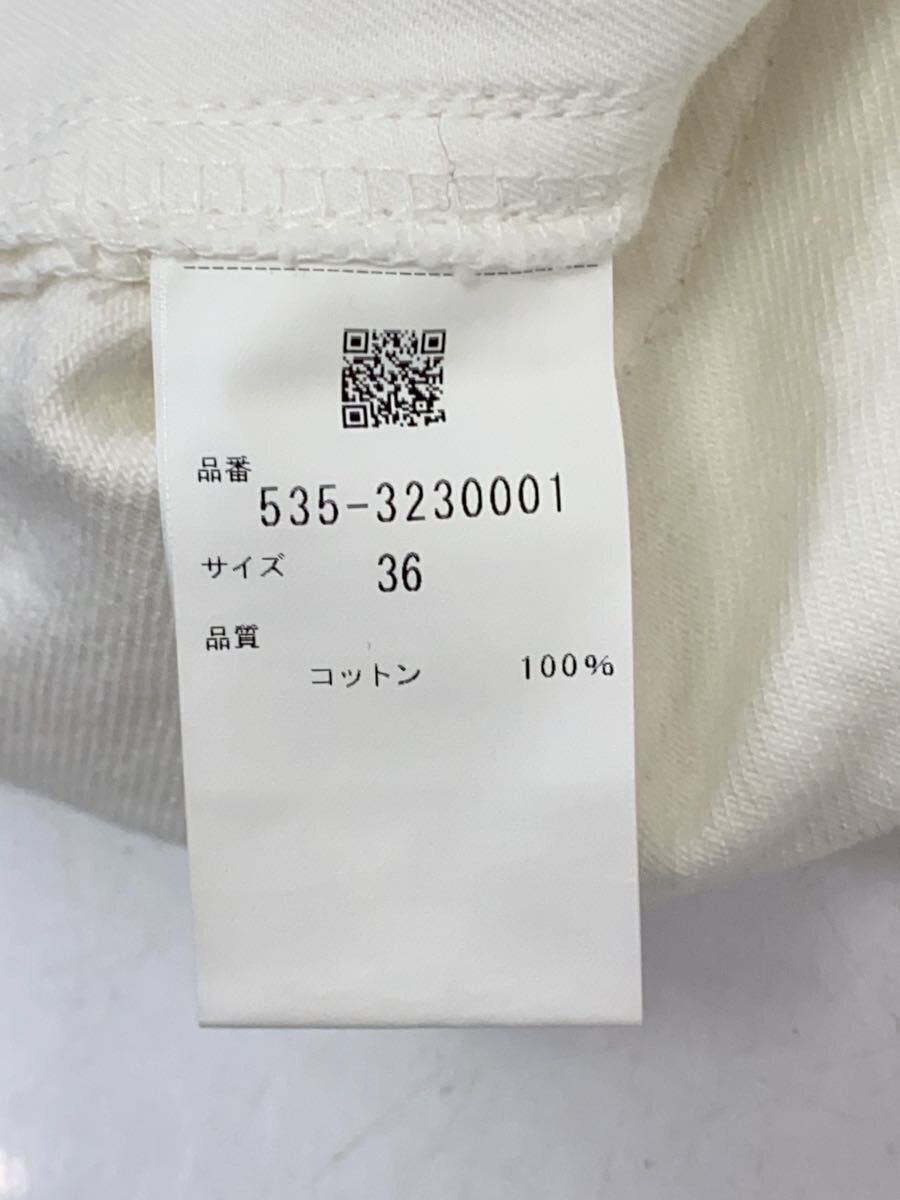 品番
535-3230001
サイズ 36
品質
コットン 100%